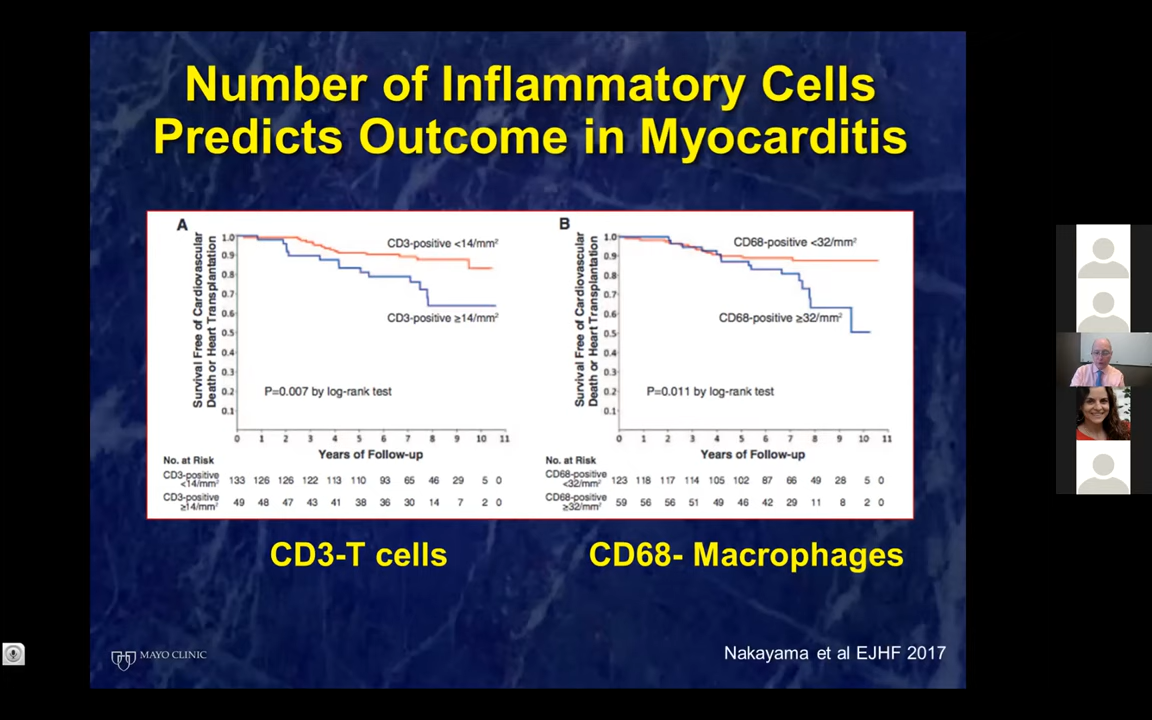 Number of Inflammatory Cells
Predicts Outcome in Myocarditis
A
Survival Free of Cardiovascular
Death or Heart Transplantation
1.0
0.9
0.8
0.7
0.6
0.5
0.4
0.3
0.2
0.1
CD3-positive <14/mm²
CD3-positive ≥14/mm²
P=0.007 by log-rank test
0 1 2 3 4 5 6 7 8 9 10 11
Years of Follow-up
No. at Risk
CD3-positive
<14/mm² 133 126 126 122 113 110 93 65 46 29 5 0
CD3-positive
≥14/mm² 49 48 47 43 41 38 36 30 14 7 2 0
B
Survival Free of Cardiovascular
Death or Heart Transplantation
1.0
0.9
0.8
0.7
0.6
0.5
0.4
0.3
0.2
0.1
CD68-positive <32/mm²
CD68-positive ≥32/mm²
P=0.011 by log-rank test
0 1 2 3 4 5 6 7 8 9 10 11
Years of Follow-up
No. at Risk
CD68-positive
<32/mm² 123 118 117 114 105 102 87 66 49 28 5 0
CD68-positive
≥32/mm² 59 56 56 51 49 46 42 29 11 8 2 0
CD3-T cells
CD68- Macrophages
MAYO CLINIC
Nakayama et al EJHF 2017